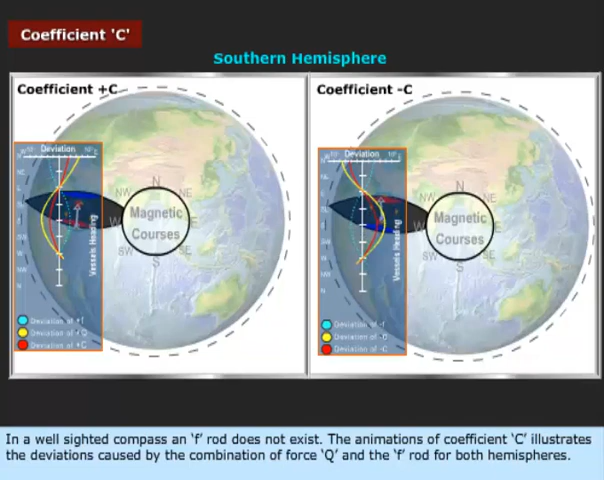 Coefficient 'C'
Southern Hemisphere
Coefficient +C
Coefficient -C
Deviation
Deviation
N
N
NW
NE
NW
NE
Magnetic
Courses
Magnetic
Courses
W
E
W
E
SW
SE
SW
SE
S
S
Vessels Heading
Vessels Heading
Deviation of +f
Deviation of +Q
Deviation of +C
Deviation of -f
Deviation of -Q
Deviation of -C
In a well sighted compass an ‘f’ rod does not exist. The animations of coefficient ‘C’ illustrates
the deviations caused by the combination of force ‘Q’ and the ‘f’ rod for both hemispheres.